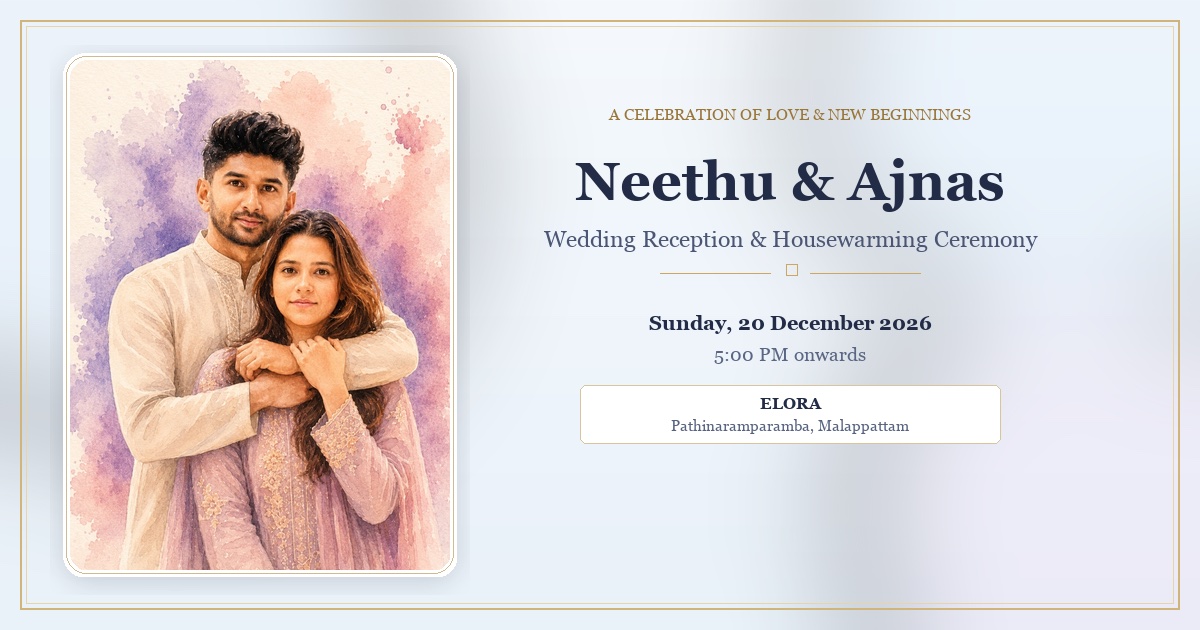 A CELEBRATION OF LOVE & NEW BEGINNINGS
Neethu & Ajnas
Wedding Reception & Housewarming Ceremony
Sunday, 20 December 2026
5:00 PM onwards
ELORA
Pathinaramparamba, Malappattam